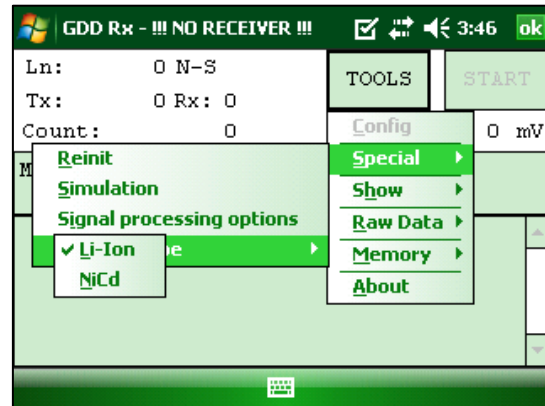 GDD Rx - !!! NO RECEIVER !!! 3:46 ok
Ln: 0 N-S
Tx: 0 Rx: 0
TOOLS
START
Count: 0
0 mV
M
Config
Special
Show
Raw Data
Memory
About
Reinit
Simulation
Signal processing options
pe
Li-Ion
NiCd